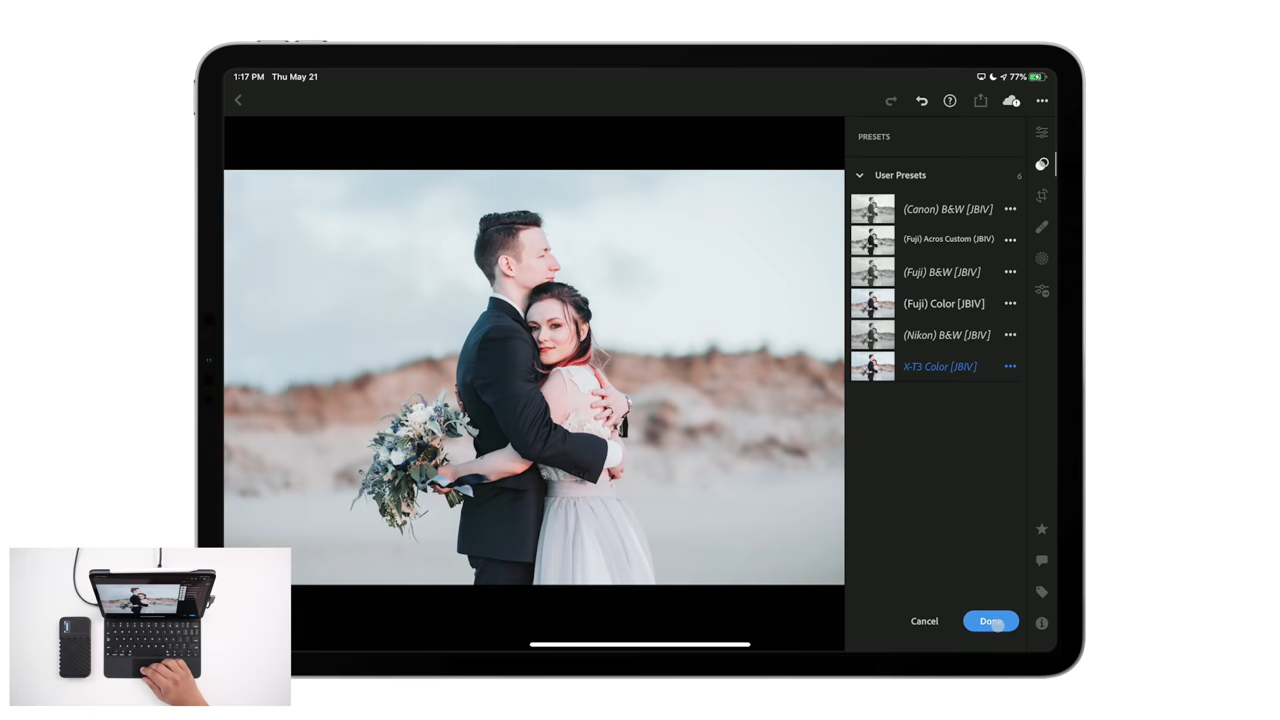 1:17 PM Thu May 21
77%
PRESETS
User Presets 6
(Canon) B&W [JBIV]
(Fuji) Acros Custom (JBIV)
(Fuji) B&W [JBIV]
(Fuji) Color [JBIV]
(Nikon) B&W [JBIV]
X-T3 Color [JBIV]
Cancel
Done